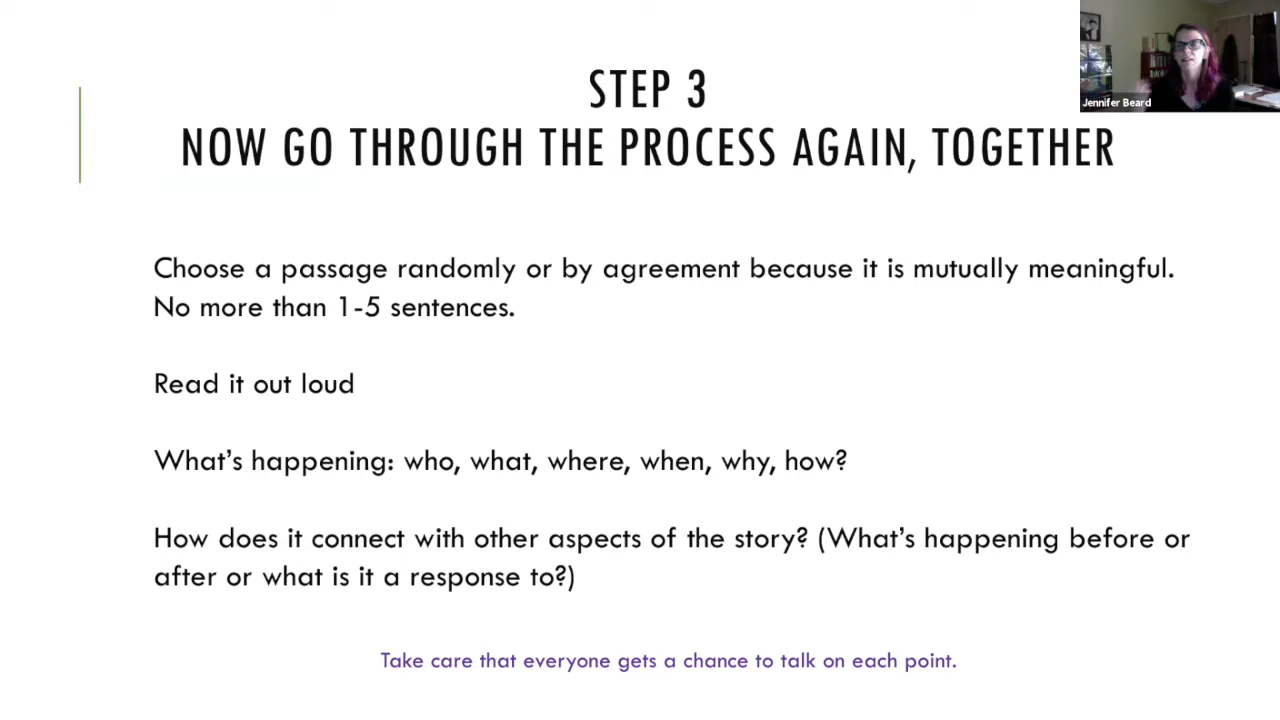 Jennifer Beard
STEP 3
NOW GO THROUGH THE PROCESS AGAIN, TOGETHER
Choose a passage randomly or by agreement because it is mutually meaningful.
No more than 1-5 sentences.
Read it out loud
What's happening: who, what, where, when, why, how?
How does it connect with other aspects of the story? (What's happening before or
after or what is it a response to?)
Take care that everyone gets a chance to talk on each point.